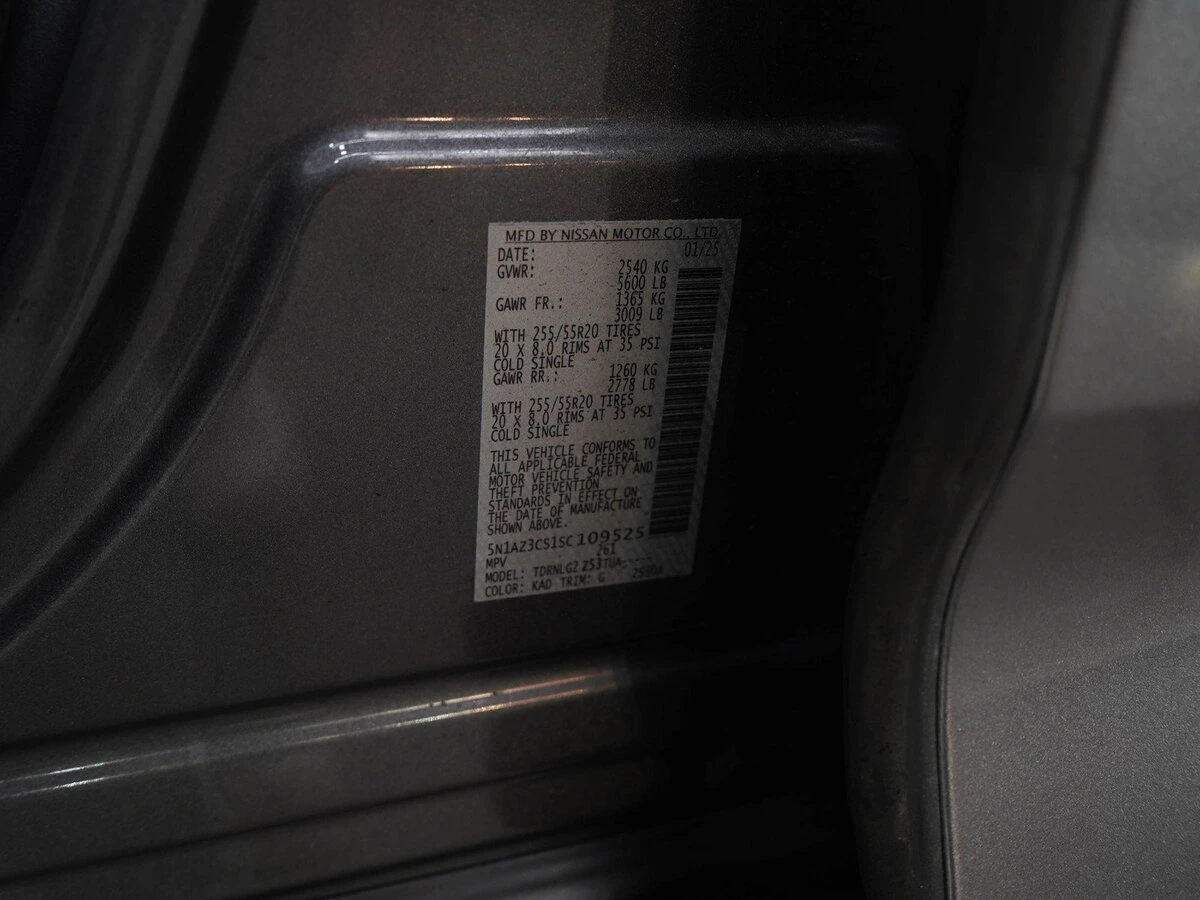 MFD BY NISSAN MOTOR CO., LTD.
DATE: 01/25
GVWR: 2540 KG
5600 LB
GAWR FR.: 1365 KG
3009 LB
WITH 255/55R20 TIRES
20 X 8.0 RIMS AT 35 PSI
COLD SINGLE
GAWR RR.: 1260 KG
2778 LB
WITH 255/55R20 TIRES
20 X 8.0 RIMS AT 35 PSI
COLD SINGLE
THIS VEHICLE CONFORMS TO
ALL APPLICABLE FEDERAL
MOTOR VEHICLE SAFETY AND
THEFT PREVENTION
STANDARDS IN EFFECT ON
THE DATE OF MANUFACTURE
SHOWN ABOVE.
5N1AZ3CS1SC109525
MPV 26I
MODEL: TDRNLG2 Z53TUA-----
COLOR: KAD TRIM: G